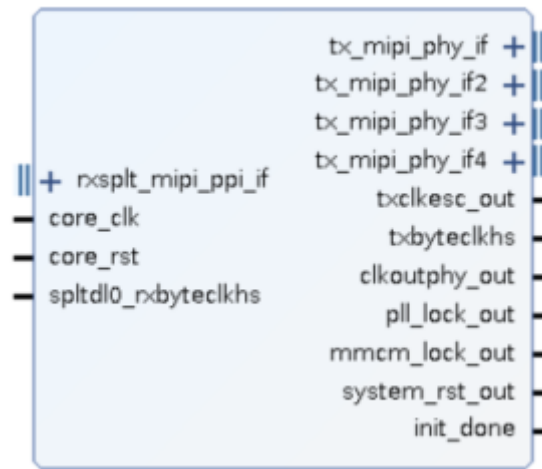 tx_mipi_phy_if
tx_mipi_phy_if2
tx_mipi_phy_if3
tx_mipi_phy_if4
rxsplt_mipi_ppi_if
core_clk
core_rst
spltdl0_rxbyteclkhs
txclkesc_out
txbyteclkhs
clkoutphy_out
pll_lock_out
mmcm_lock_out
system_rst_out
init_done